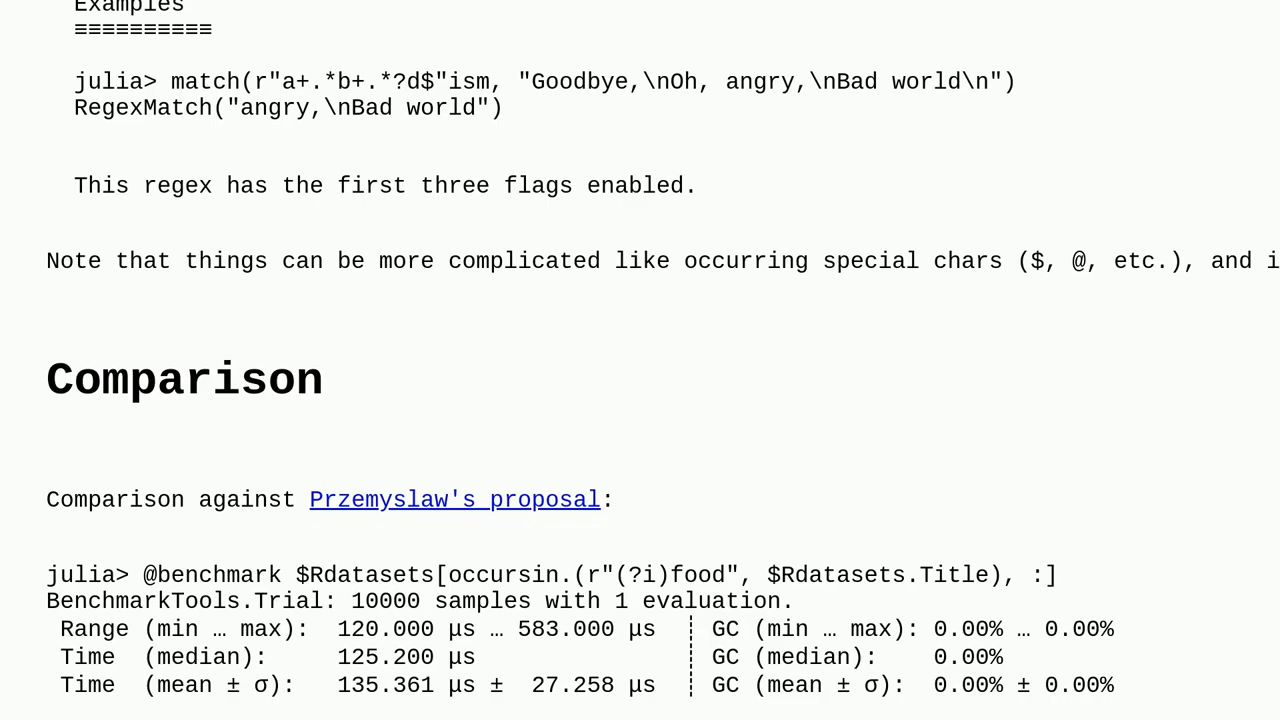 Examples
≡≡≡≡≡≡≡≡≡≡
julia> match(r"a+.*b+.*?d$"ism, "Goodbye,\nOh, angry,\nBad world\n")
RegexMatch("angry,\nBad world")
This regex has the first three flags enabled.
Note that things can be more complicated like occurring special chars ($, @, etc.), and i
Comparison
Comparison against Przemyslaw's proposal:
julia> @benchmark $Rdatasets[occursin.(r"(?i)food", $Rdatasets.Title), :]
BenchmarkTools.Trial: 10000 samples with 1 evaluation.
Range (min … max):  120.000 μs … 583.000 μs  ┊ GC (min … max): 0.00% … 0.00%
Time  (median):     125.200 μs               ┊ GC (median):    0.00%
Time  (mean ± σ):   135.361 μs ±  27.258 μs  ┊ GC (mean ± σ):  0.00% ± 0.00%